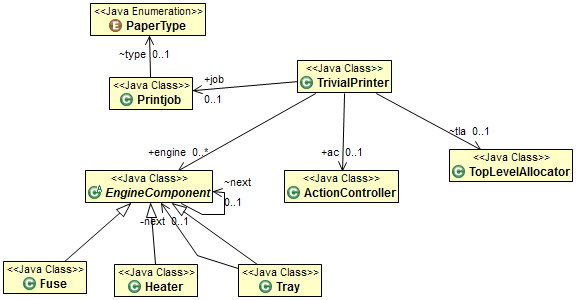 <<Java Enumeration>>
E PaperType
~type 0..1
<<Java Class>>
C Printjob
+job
0..1
<<Java Class>>
C TrivialPrinter
+engine 0..*
+ac 0..1
~tla 0..1
<<Java Class>>
C A EngineComponent
~next
0..1
<<Java Class>>
C ActionController
<<Java Class>>
C TopLevelAllocator
-next 0..1
<<Java Class>>
C Fuse
<<Java Class>>
C Heater
<<Java Class>>
C Tray